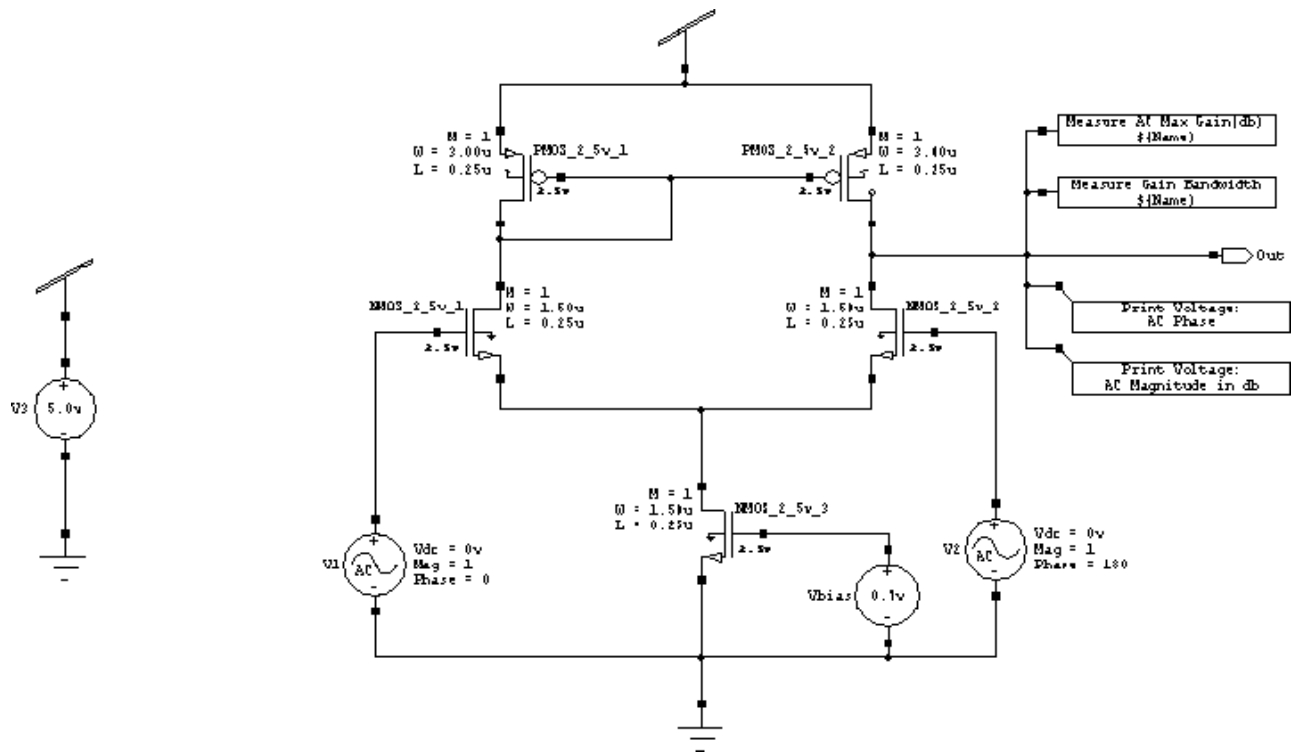 M = 1
W = 3.00u
L = 0.25u
PMOS_2_5v_1
2.5v
PMOS_2_5v_2
M = 1
L = 0.25u
2.5v
Measure AC Max Gain(db)
${Name}
Measure Gain Bandwidth
${Name}
Out
Print Voltage:
AC Phase
Print Voltage:
AC Magnitude in db
NMOS_2_5v_1
M = 1
W = 1.50u
L = 0.25u
2.5v
M = 1
L = 0.25u
NMOS_2_5v_2
2.5v
V3
5.0v
M = 1
W = 1.50u
L = 0.25u
NMOS_2_5v_3
2.5v
V1
AC
Vdc = 0v
Mag = 1
Phase = 0
Vbias
V2
AC
Vdc = 0v
Mag = 1
Phase = 180